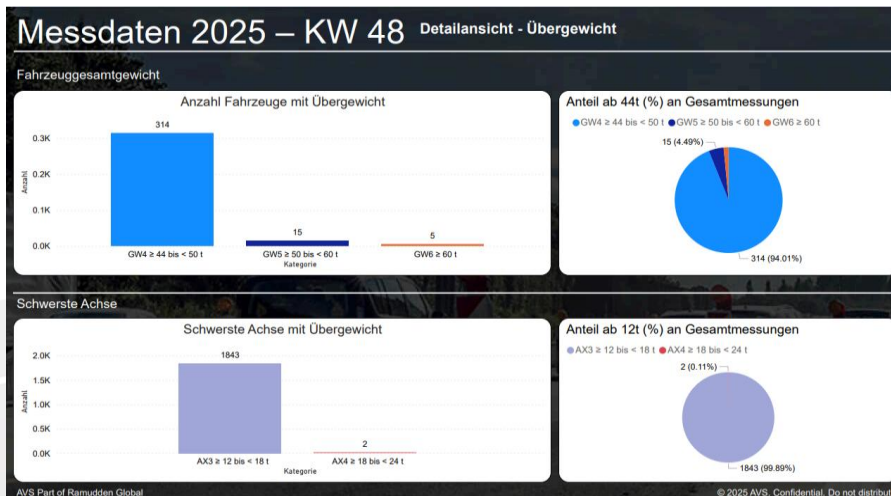 Messdaten 2025 – KW 48 Detailansicht - Übergewicht
Fahrzeuggesamtgewicht
Anzahl Fahrzeuge mit Übergewicht
314
0.3K
0.2K
0.1K
0.0K
15
5
Anzahl
GW4 ≥ 44 bis < 50 t
GW5 ≥ 50 bis < 60 t
GW6 ≥ 60 t
Kategorie
Anteil ab 44t (%) an Gesamtmessungen
GW4 ≥ 44 bis < 50 t GW5 ≥ 50 bis < 60 t GW6 ≥ 60 t
15 (4.49%)
314 (94.01%)
Schwerste Achse
Schwerste Achse mit Übergewicht
2.0K
1.5K
1.0K
0.5K
0.0K
1843
2
Anzahl
AX3 ≥ 12 bis < 18 t
AX4 ≥ 18 bis < 24 t
Kategorie
Anteil ab 12t (%) an Gesamtmessungen
AX3 ≥ 12 bis < 18 t AX4 ≥ 18 bis < 24 t
2 (0.11%)
1843 (99.89%)
AVS Part of Ramudden Global
© 2025 AVS. Confidential. Do not distribut